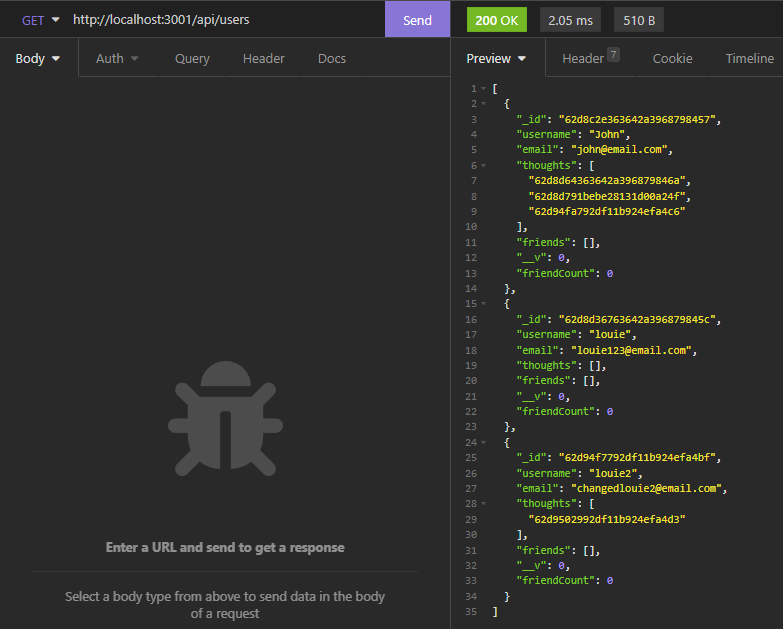 GET http://localhost:3001/api/users Send 200 OK 2.05 ms 510 B
Body Auth Query Header Docs Preview Header 7 Cookie Timeline
1 [
2 {
3 "_id": "62d8c2e363642a3968798457",
4 "username": "John",
5 "email": "john@email.com",
6 "thoughts": [
7 "62d8d64363642a396879846a",
8 "62d8d791bebe28131d00a24f",
9 "62d94fa792df11b924efa4c6"
10 ],
11 "friends": [],
12 "__v": 0,
13 "friendCount": 0
14 },
15 {
16 "_id": "62d8d36763642a396879845c",
17 "username": "louie",
18 "email": "louie123@email.com",
19 "thoughts": [],
20 "friends": [],
21 "__v": 0,
22 "friendCount": 0
23 },
24 {
25 "_id": "62d94f7792df11b924efa4bf",
26 "username": "louie2",
27 "email": "changedlouie2@email.com",
28 "thoughts": [
29 "62d9502992df11b924efa4d3"
30 ],
31 "friends": [],
32 "__v": 0,
33 "friendCount": 0
34 }
35 ]
Enter a URL and send to get a response
Select a body type from above to send data in the body
of a request